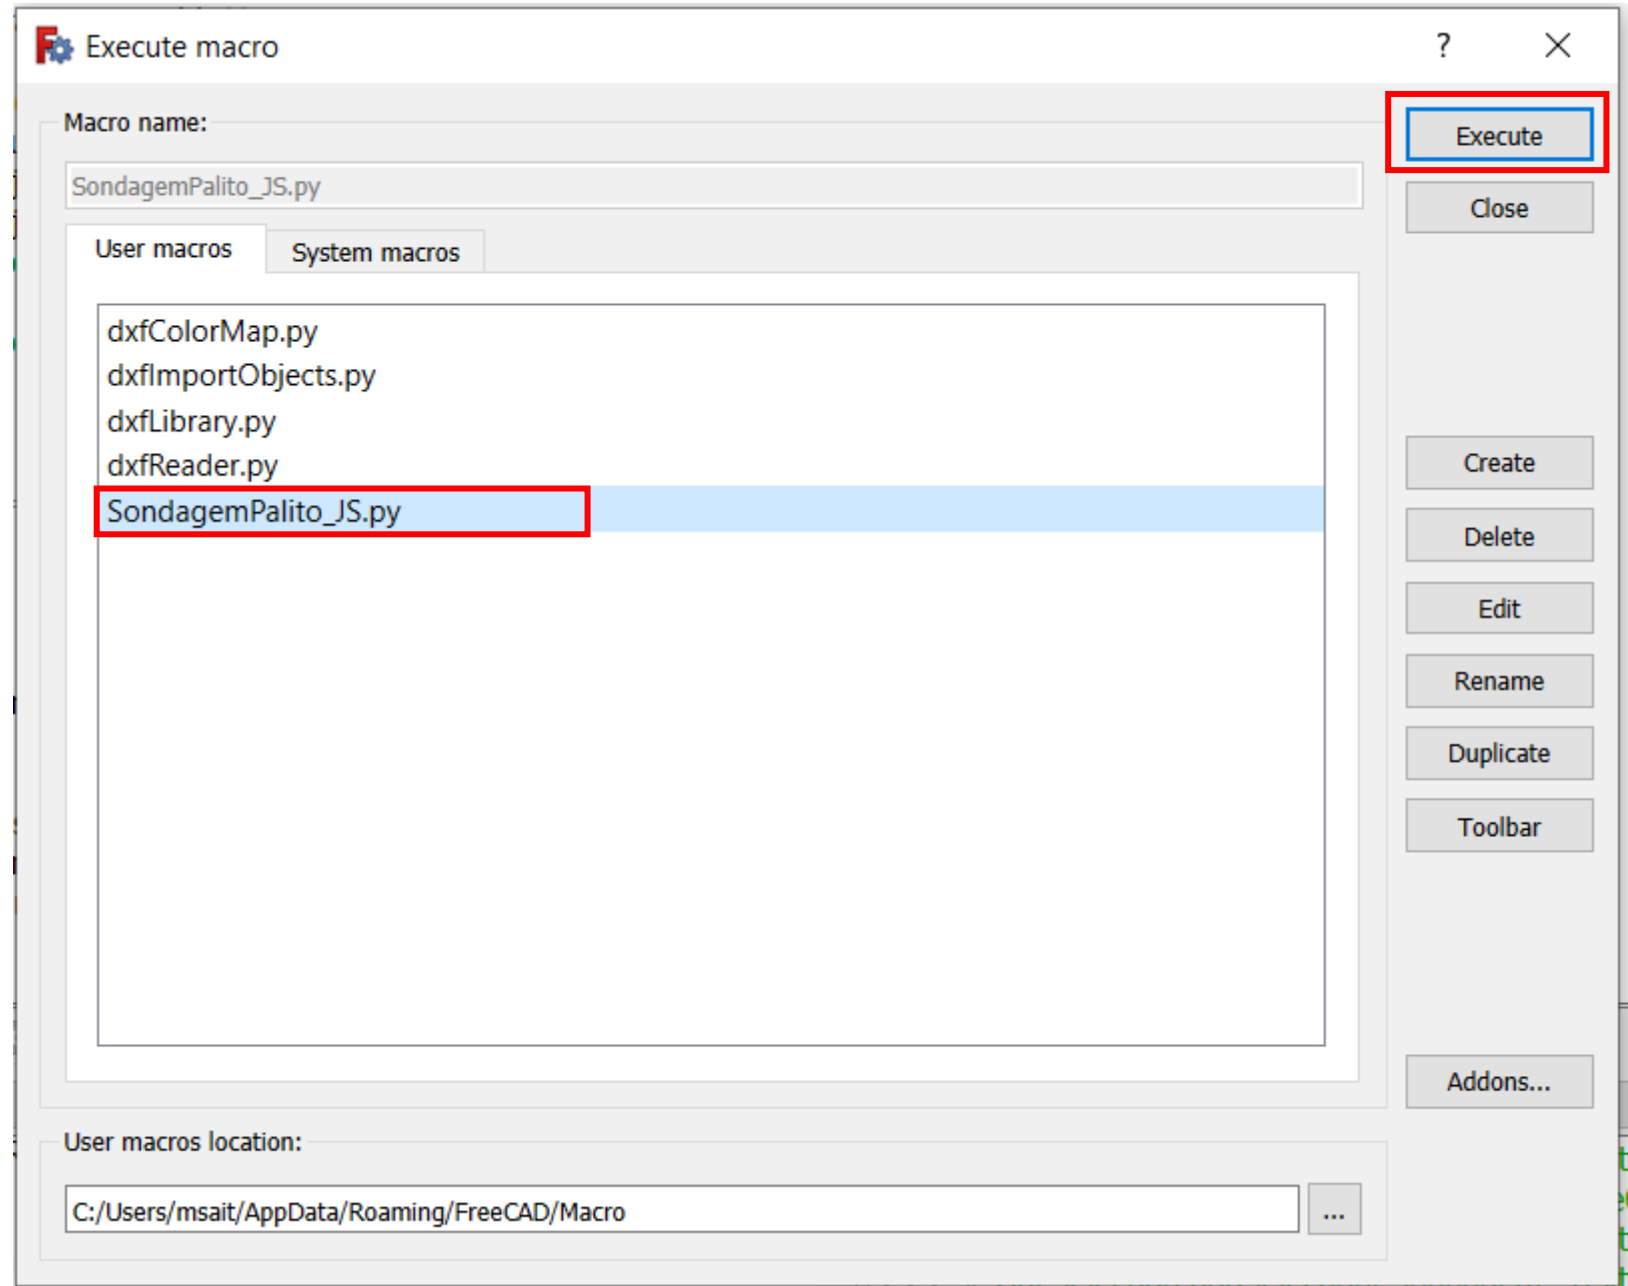 Execute macro
?
Macro name:
SondagemPalito_JS.py
User macros
System macros
dxfColorMap.py
dxfImportObjects.py
dxfLibrary.py
dxfReader.py
SondagemPalito_JS.py
Execute
Close
Create
Delete
Edit
Rename
Duplicate
Toolbar
Addons...
User macros location:
C:/Users/msait/AppData/Roaming/FreeCAD/Macro
...